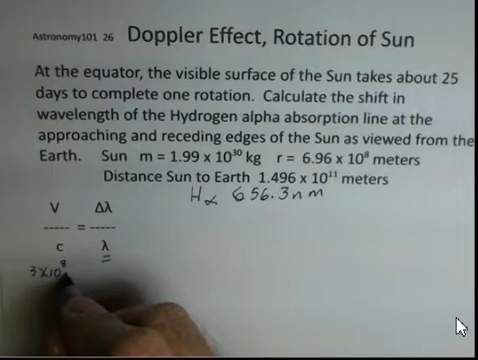 Astronomy101 26 Doppler Effect, Rotation of Sun
At the equator, the visible surface of the Sun takes about 25
days to complete one rotation. Calculate the shift in
wavelength of the Hydrogen alpha absorption line at the
approaching and receding edges of the Sun as viewed from the
Earth. Sun m = 1.99 x 10³⁰ kg r = 6.96 x 10⁸ meters
Distance Sun to Earth 1.496 x 10¹¹ meters
Hα 656.3nm
V Δλ
----- = -----
c λ
3×10⁸